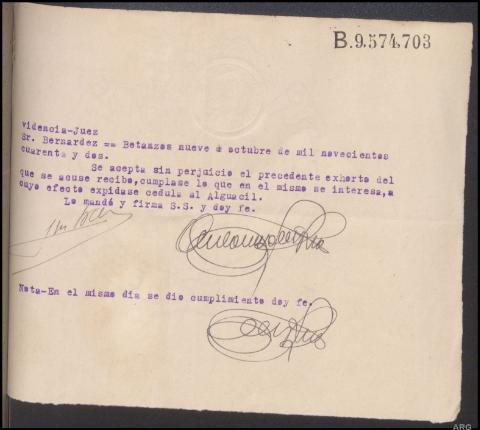 B.9.574.703
videncia-Juez
Sr. Bernardez == Betanzos nueve d octubre de mil novecientos
cuarenta y dos.
Se acepta sin perjuicio el precedente exhorto del
que se acuse recibo, cumplase lo que en el mismo se interesa, a
cuyo efecto expidase cedula al Alguacil.
Lo mandó y firma S.S. y doy fe.
Nota-En el mismo dia se dio cumplimiento doy fe.
ARG